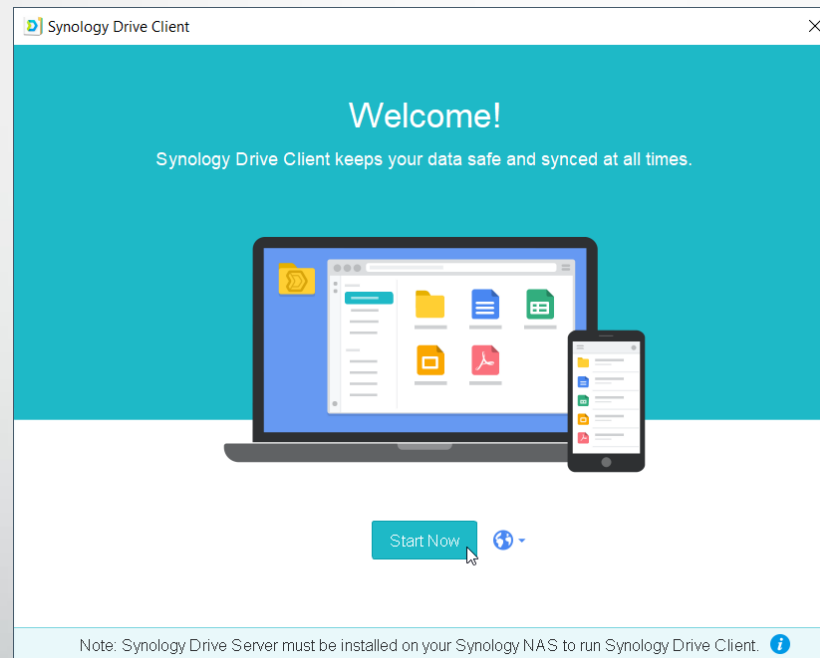 Synology Drive Client
Welcome!
Synology Drive Client keeps your data safe and synced at all times.
Start Now
Note: Synology Drive Server must be installed on your Synology NAS to run Synology Drive Client.